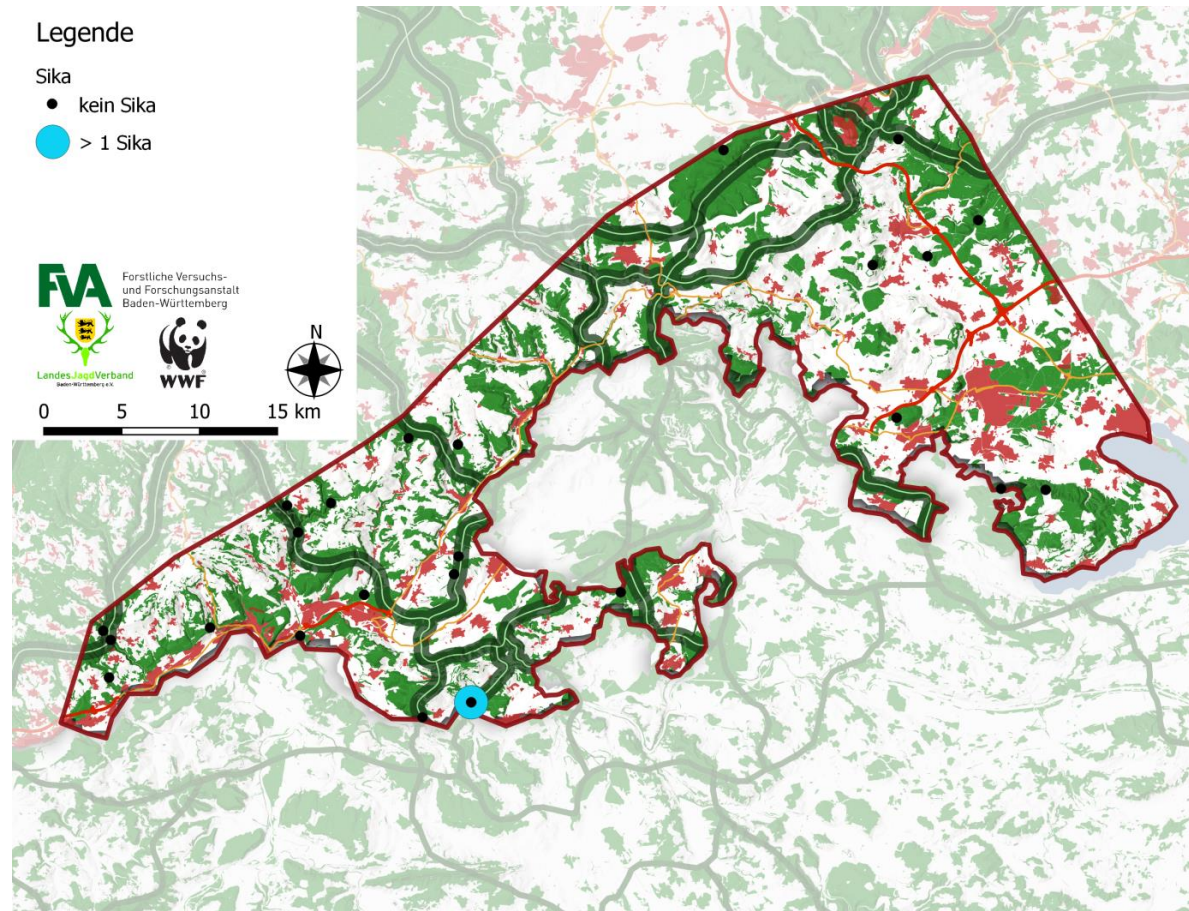 Legende
Sika
kein Sika
> 1 Sika
FVA
Forstliche Versuchs-
und Forschungsanstalt
Baden-Württemberg
LandesJagdVerband
Baden-Württemberg e.V.
WWF
N
0 5 10 15 km